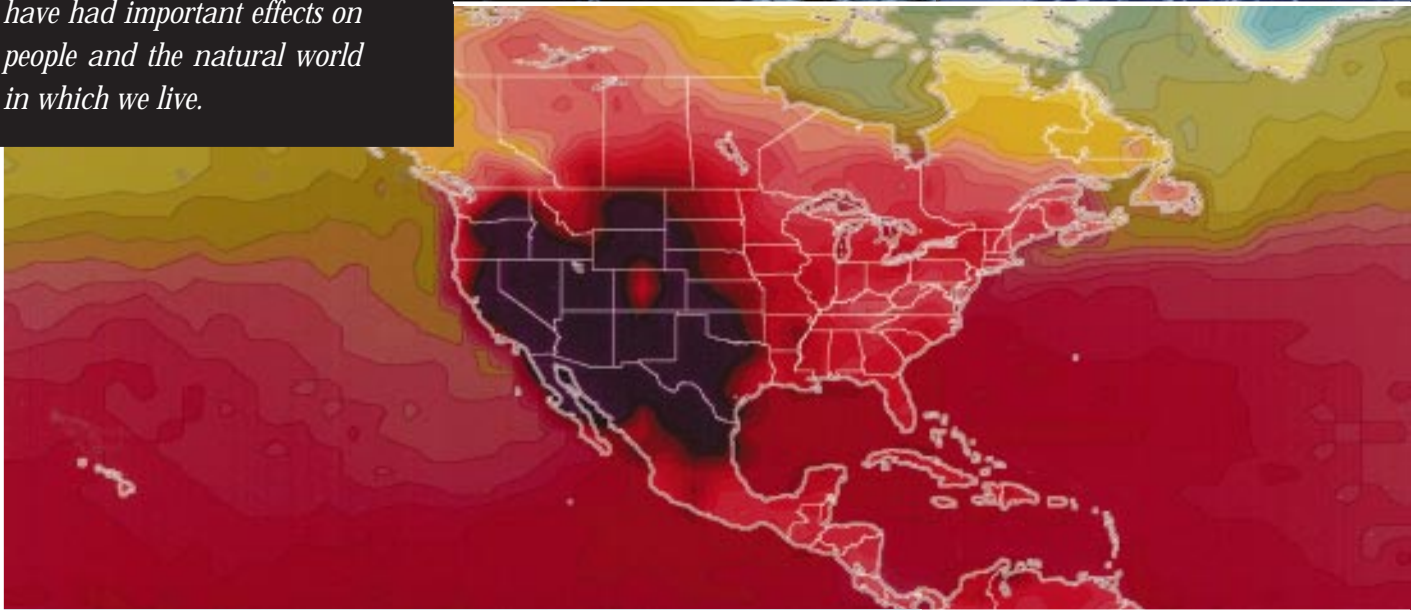 have had important effects on
people and the natural world
in which we live.